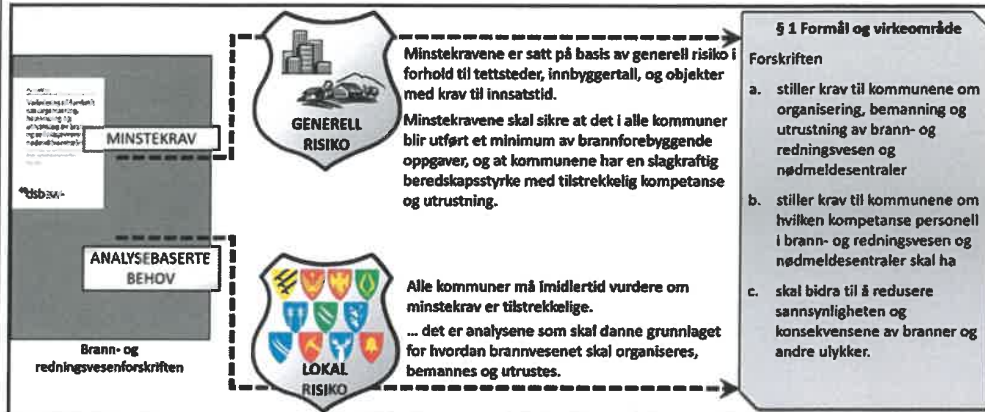 MINSTEKRAV
dsb
ANALYSEBASERTE
BEHOV
Brann- og
redningsvesenforskriften
GENERELL
RISIKO
Minstekravene er satt på basis av generell risiko i
forhold til tettsteder, innbyggertall, og objekter
med krav til innsatstid.
Minstekravene skal sikre at det i alle kommuner
blir utført et minimum av brannforebyggende
oppgaver, og at kommunene har en slagkraftig
beredskapsstyrke med tilstrekkelig kompetanse
og utrustning.
LOKAL
RISIKO
Alle kommuner må imidlertid vurdere om
minstekrav er tilstrekkelige.
... det er analysene som skal danne grunnlaget
for hvordan brannvesenet skal organiseres,
bemannes og utrustes.
§ 1 Formål og virkeområde
Forskriften
a. stiller krav til kommunene om
organisering, bemanning og
utrustning av brann- og
redningsvesen og
nødmeldesentraler
b. stiller krav til kommunene om
hvilken kompetanse personell
i brann- og redningsvesen og
nødmeldesentraler skal ha
c. skal bidra til å redusere
sannsynligheten og
konsekvensene av branner og
andre ulykker.